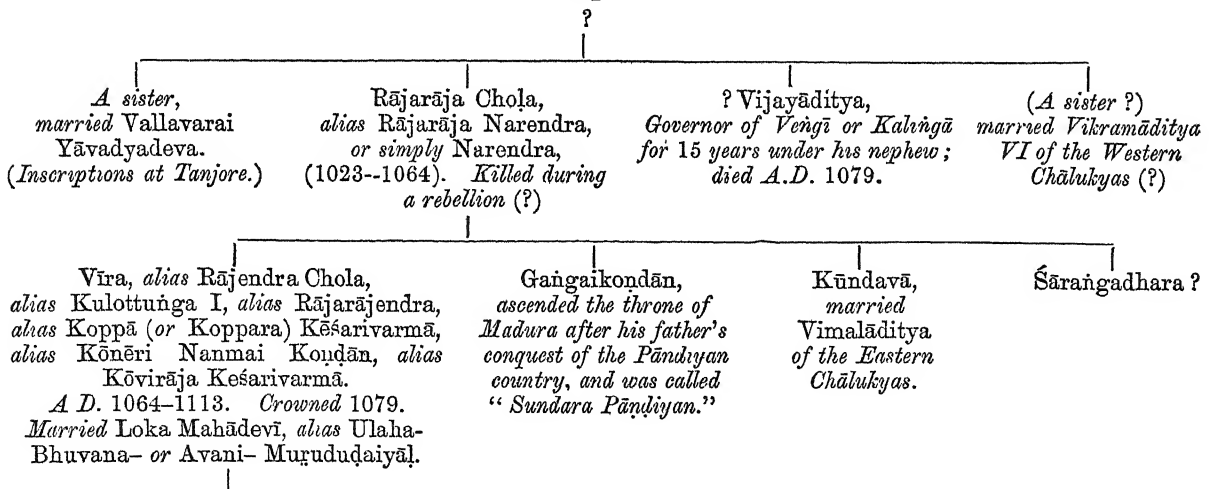 ?
A sister,
married Vallavarai
Yāvadyadeva.
(Inscriptions at Tanjore.)
Rājarāja Chola,
alias Rājarāja Narendra,
or simply Narendra,
(1023--1064). Killed during
a rebellion (?)
? Vijayāditya,
Governor of Veṅgī or Kaliṅgā
for 15 years under his nephew;
died A.D. 1079.
(A sister ?)
married Vikramāditya
VI of the Western
Chālukyas (?)
Vīra, alias Rājendra Chola,
alias Kulottuṅga I, alias Rājarājendra,
alias Koppā (or Koppara) Kēśarivarmā,
alias Kōnēri Nanmai Koṇḍān, alias
Kōvirāja Keśarivarmā.
A D. 1064–1113. Crowned 1079.
Married Loka Mahādevī, alias Ulaha-
Bhuvana– or Avani– Muṛuduḍaiyāḷ.
Gaṅgaikoṇḍān,
ascended the throne of
Madura after his father's
conquest of the Pāṇḍiyan
country, and was called
“ Sundara Pāṇḍiyan.”
Kūndavā,
married
Vimalāditya
of the Eastern
Chālukyas.
Śāraṅgadhara ?